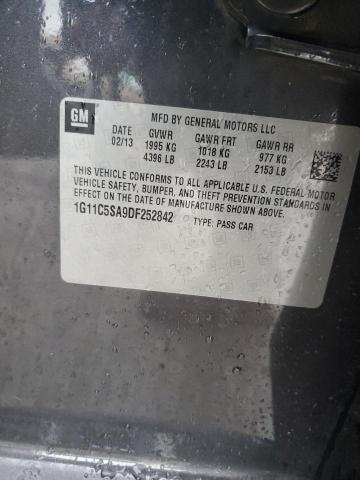 GM
MFD BY GENERAL MOTORS LLC
DATE GVWR GAWR FRT GAWR RR
02/13 1995 KG 1018 KG 977 KG
4396 LB 2243 LB 2153 LB
THIS VEHICLE CONFORMS TO ALL APPLICABLE U.S. FEDERAL MOTOR
VEHICLE SAFETY, BUMPER, AND THEFT PREVENTION STANDARDS IN
EFFECT ON THE DATE OF MANUFACTURE SHOWN ABOVE.
1G11C5SA9DF252842 TYPE: PASS CAR